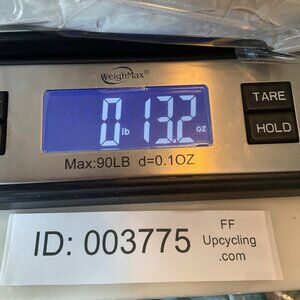 WeighMax®
0 lb 13.2 oz
TARE
HOLD
Max:90LB d=0.1OZ
ID: 003775
FF
Upcycling
.com